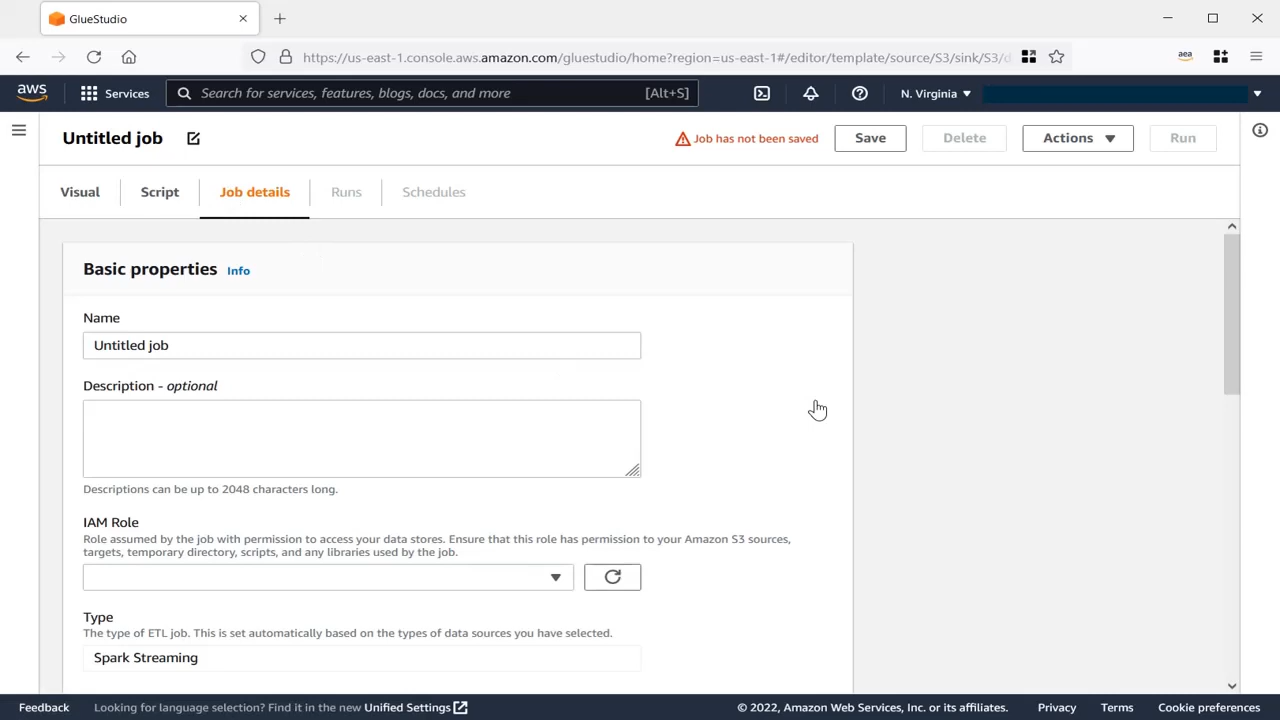 GlueStudio
https://us-east-1.console.aws.amazon.com/gluestudio/home?region=us-east-1#/editor/template/source/S3/sink/S3/
aea
aws
Services
Search for services, features, blogs, docs, and more
[Alt+S]
N. Virginia
Untitled job
Job has not been saved
Save
Delete
Actions
Run
Visual
Script
Job details
Runs
Schedules
Basic properties Info
Name
Untitled job
Description - optional
Descriptions can be up to 2048 characters long.
IAM Role
Role assumed by the job with permission to access your data stores. Ensure that this role has permission to your Amazon S3 sources,
targets, temporary directory, scripts, and any libraries used by the job.
Type
The type of ETL job. This is set automatically based on the types of data sources you have selected.
Spark Streaming
Feedback
Looking for language selection? Find it in the new Unified Settings
© 2022, Amazon Web Services, Inc. or its affiliates.
Privacy
Terms
Cookie preferences